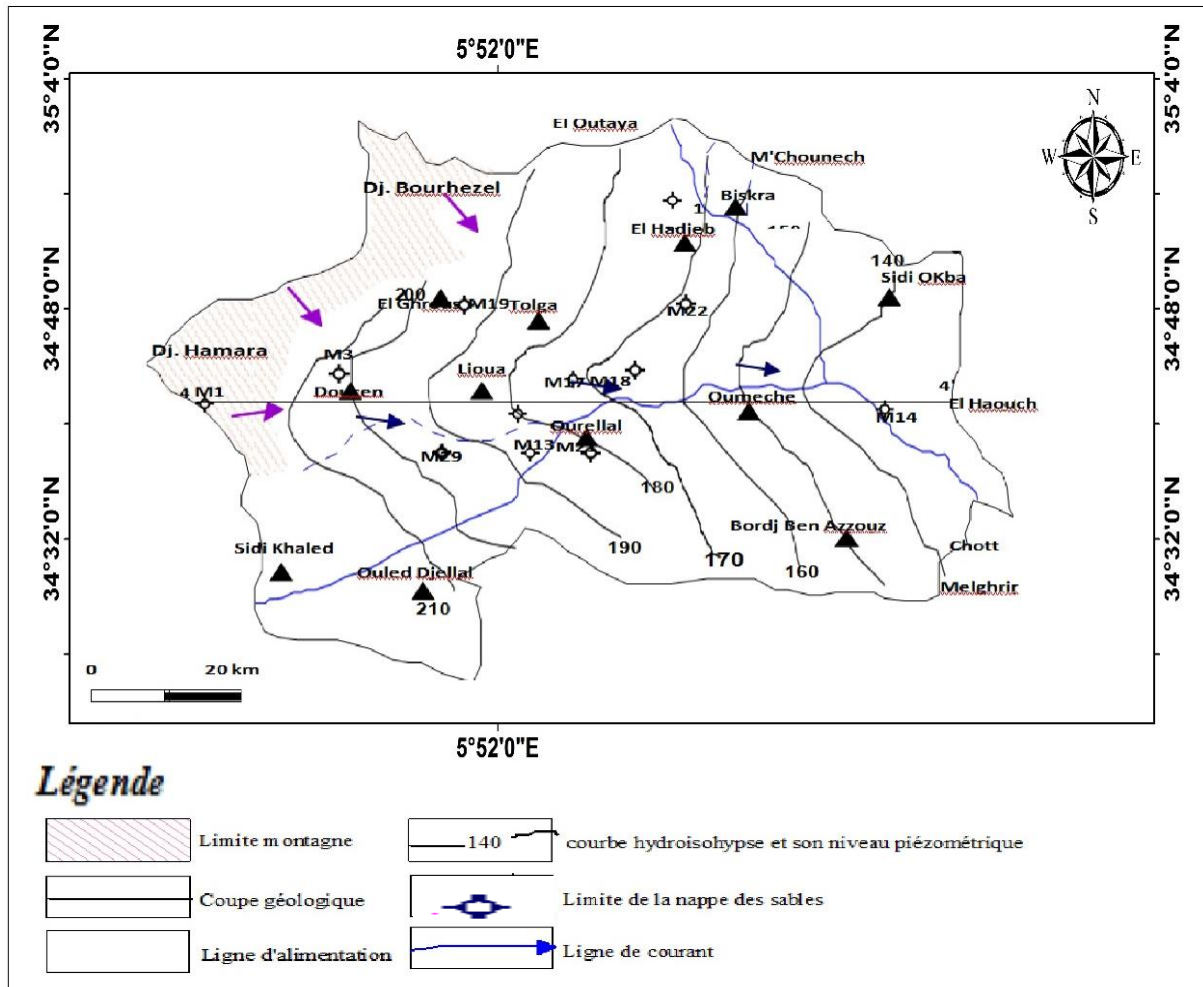 5°52'0"E
35°4'0"N
35°4'0"N
N
W E
S
El Outaya
M'Chounech
Dj. Bourhezel
Biskra
El Hadjeb
140
Sidi OKba
200
M19
Tolga
M22
34°48'0"N
34°48'0"N
Dj. Hamara
M3
Lioua
M17
M18
4 M1
4'
El Haouch
Oumeche
M14
Ourellal
M29
M13
180
190
170
160
Bordj Ben Azzouz
Chott
Melghrir
34°32'0"N
34°32'0"N
Sidi Khaled
Ouled Djellal
210
0 20 km
5°52'0"E
Légende
Limite montagne
140
courbe hydroisohypse et son niveau piézométrique
Coupe géologique
Limite de la nappe des sables
Ligne d'alimentation
Ligne de courant